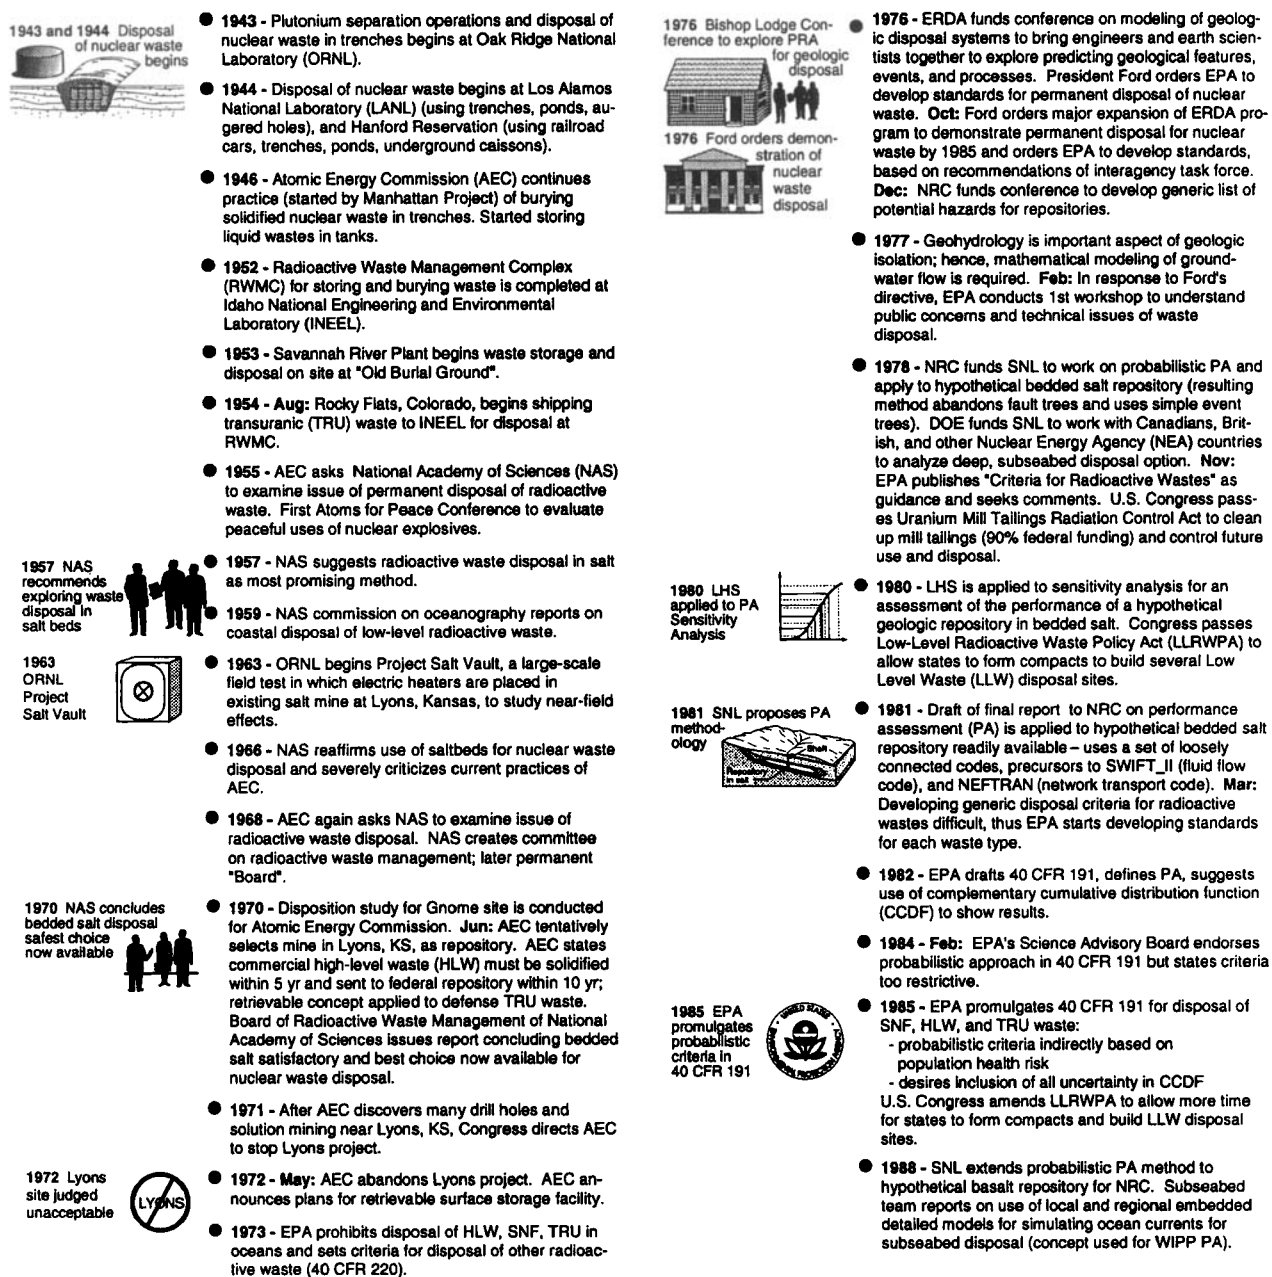 1943 and 1944 Disposal
of nuclear waste
begins
1943 - Plutonium separation operations and disposal of
nuclear waste in trenches begins at Oak Ridge National
Laboratory (ORNL).
1944 - Disposal of nuclear waste begins at Los Alamos
National Laboratory (LANL) (using trenches, ponds, au-
gered holes), and Hanford Reservation (using railroad
cars, trenches, ponds, underground caissons).
1946 - Atomic Energy Commission (AEC) continues
practice (started by Manhattan Project) of burying
solidified nuclear waste in trenches. Started storing
liquid wastes in tanks.
1952 - Radioactive Waste Management Complex
(RWMC) for storing and burying waste is completed at
Idaho National Engineering and Environmental
Laboratory (INEEL).
1953 - Savannah River Plant begins waste storage and
disposal on site at "Old Burial Ground".
1954 - Aug: Rocky Flats, Colorado, begins shipping
transuranic (TRU) waste to INEEL for disposal at
RWMC.
1955 - AEC asks National Academy of Sciences (NAS)
to examine issue of permanent disposal of radioactive
waste. First Atoms for Peace Conference to evaluate
peaceful uses of nuclear explosives.
1957 NAS
recommends
exploring waste
disposal in
salt beds
1957 - NAS suggests radioactive waste disposal in salt
as most promising method.
1959 - NAS commission on oceanography reports on
coastal disposal of low-level radioactive waste.
1963
ORNL
Project
Salt Vault
1963 - ORNL begins Project Salt Vault, a large-scale
field test in which electric heaters are placed in
existing salt mine at Lyons, Kansas, to study near-field
effects.
1966 - NAS reaffirms use of saltbeds for nuclear waste
disposal and severely criticizes current practices of
AEC.
1968 - AEC again asks NAS to examine issue of
radioactive waste disposal. NAS creates committee
on radioactive waste management; later permanent
"Board".
1970 NAS concludes
bedded salt disposal
safest choice
now available
1970 - Disposition study for Gnome site is conducted
for Atomic Energy Commission. Jun: AEC tentatively
selects mine in Lyons, KS, as repository. AEC states
commercial high-level waste (HLW) must be solidified
within 5 yr and sent to federal repository within 10 yr;
retrievable concept applied to defense TRU waste.
Board of Radioactive Waste Management of National
Academy of Sciences issues report concluding bedded
salt satisfactory and best choice now available for
nuclear waste disposal.
1971 - After AEC discovers many drill holes and
solution mining near Lyons, KS, Congress directs AEC
to stop Lyons project.
1972 Lyons
site judged
unacceptable
LYONS
1972 - May: AEC abandons Lyons project. AEC an-
nounces plans for retrievable surface storage facility.
1973 - EPA prohibits disposal of HLW, SNF, TRU in
oceans and sets criteria for disposal of other radioac-
tive waste (40 CFR 220).
1976 Bishop Lodge Con-
ference to explore PRA
for geologic
disposal
1976 Ford orders demon-
stration of
nuclear
waste
disposal
1976 - ERDA funds conference on modeling of geolog-
ic disposal systems to bring engineers and earth scien-
tists together to explore predicting geological features,
events, and processes. President Ford orders EPA to
develop standards for permanent disposal of nuclear
waste. Oct: Ford orders major expansion of ERDA pro-
gram to demonstrate permanent disposal for nuclear
waste by 1985 and orders EPA to develop standards,
based on recommendations of interagency task force.
Dec: NRC funds conference to develop generic list of
potential hazards for repositories.
1977 - Geohydrology is important aspect of geologic
isolation; hence, mathematical modeling of ground-
water flow is required. Feb: In response to Ford's
directive, EPA conducts 1st workshop to understand
public concerns and technical issues of waste
disposal.
1978 - NRC funds SNL to work on probabilistic PA and
apply to hypothetical bedded salt repository (resulting
method abandons fault trees and uses simple event
trees). DOE funds SNL to work with Canadians, Brit-
ish, and other Nuclear Energy Agency (NEA) countries
to analyze deep, subseabed disposal option. Nov:
EPA publishes "Criteria for Radioactive Wastes" as
guidance and seeks comments. U.S. Congress pass-
es Uranium Mill Tailings Radiation Control Act to clean
up mill tailings (90% federal funding) and control future
use and disposal.
1980 LHS
applied to PA
Sensitivity
Analysis
1980 - LHS is applied to sensitivity analysis for an
assessment of the performance of a hypothetical
geologic repository in bedded salt. Congress passes
Low-Level Radioactive Waste Policy Act (LLRWPA) to
allow states to form compacts to build several Low
Level Waste (LLW) disposal sites.
1981 SNL proposes PA
method-
ology
Shaft
Repository
in salt
1981 - Draft of final report to NRC on performance
assessment (PA) is applied to hypothetical bedded salt
repository readily available – uses a set of loosely
connected codes, precursors to SWIFT_II (fluid flow
code), and NEFTRAN (network transport code). Mar:
Developing generic disposal criteria for radioactive
wastes difficult, thus EPA starts developing standards
for each waste type.
1982 - EPA drafts 40 CFR 191, defines PA, suggests
use of complementary cumulative distribution function
(CCDF) to show results.
1984 - Feb: EPA's Science Advisory Board endorses
probabilistic approach in 40 CFR 191 but states criteria
too restrictive.
1985 EPA
promulgates
probabilistic
criteria in
40 CFR 191
UNITED STATES
ENVIRONMENTAL PROTECTION AGENCY
1985 - EPA promulgates 40 CFR 191 for disposal of
SNF, HLW, and TRU waste:
- probabilistic criteria indirectly based on
population health risk
- desires inclusion of all uncertainty in CCDF
U.S. Congress amends LLRWPA to allow more time
for states to form compacts and build LLW disposal
sites.
1988 - SNL extends probabilistic PA method to
hypothetical basalt repository for NRC. Subseabed
team reports on use of local and regional embedded
detailed models for simulating ocean currents for
subseabed disposal (concept used for WIPP PA).